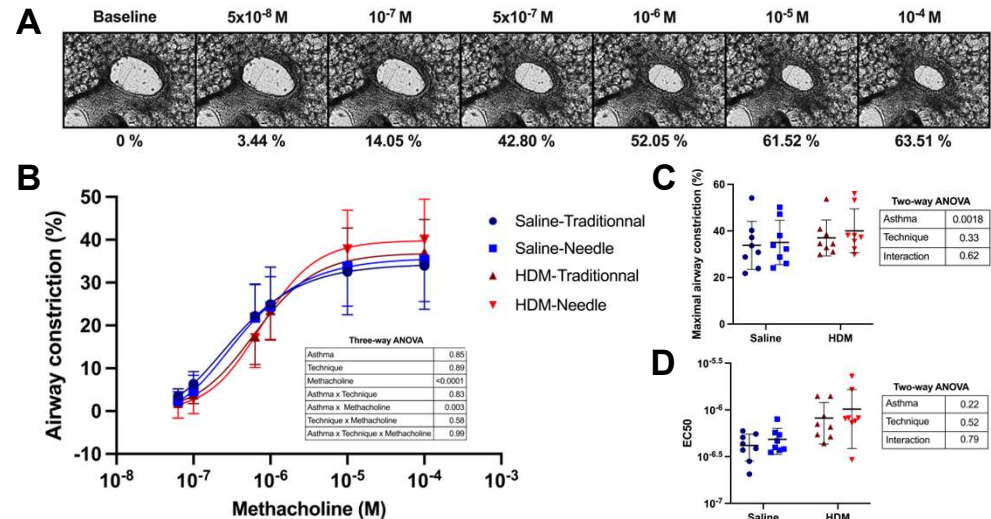 A
Baseline 5x10⁻⁸ M 10⁻⁷ M 5x10⁻⁷ M 10⁻⁶ M 10⁻⁵ M 10⁻⁴ M
0 % 3.44 % 14.05 % 42.80 % 52.05 % 61.52 % 63.51 %
B
Airway constriction (%)
50
40
30
20
10
0
-10
10⁻⁸ 10⁻⁷ 10⁻⁶ 10⁻⁵ 10⁻⁴ 10⁻³
Methacholine (M)
Saline-Traditionnal
Saline-Needle
HDM-Traditionnal
HDM-Needle
Three-way ANOVA
Asthma 0.85
Technique 0.89
Methacholine <0.0001
Asthma x Technique 0.83
Asthma x Methacholine 0.003
Technique x Methacholine 0.58
Asthma x Technique x Methacholine 0.99
C
Maximal airway constriction (%)
60
40
20
0
Saline HDM
Two-way ANOVA
Asthma 0.0018
Technique 0.33
Interaction 0.62
D
EC50
10⁻⁵·⁵
10⁻⁶
10⁻⁶·⁵
10⁻⁷
Saline HDM
Two-way ANOVA
Asthma 0.22
Technique 0.52
Interaction 0.79